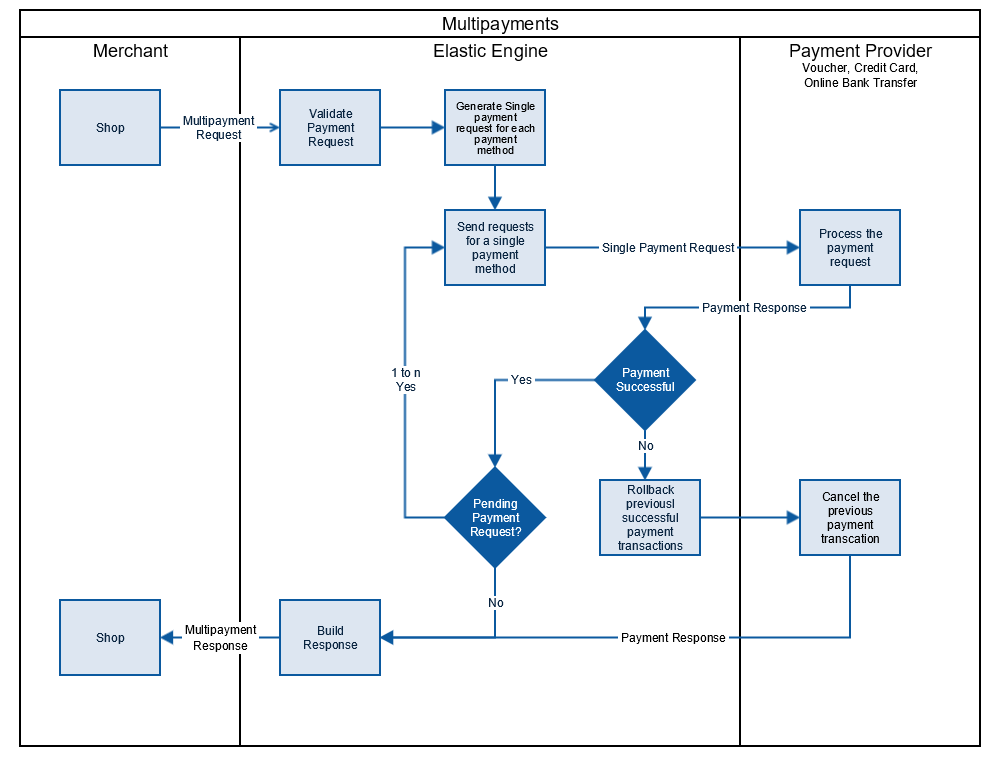 Multipayments
Merchant
Elastic Engine
Payment Provider
Voucher, Credit Card,
Online Bank Transfer
Shop
Multipayment
Request
Validate
Payment
Request
Generate Single
payment
request for each
payment
method
Send requests
for a single
payment
method
Single Payment Request
Process the
payment
request
Payment Response
1 to n
Yes
Yes
Payment
Successful
No
Pending
Payment
Request?
Rollback
previousl
successful
payment
transactions
Cancel the
previous
payment
transcation
No
Shop
Multipayment
Response
Build
Response
Payment Response